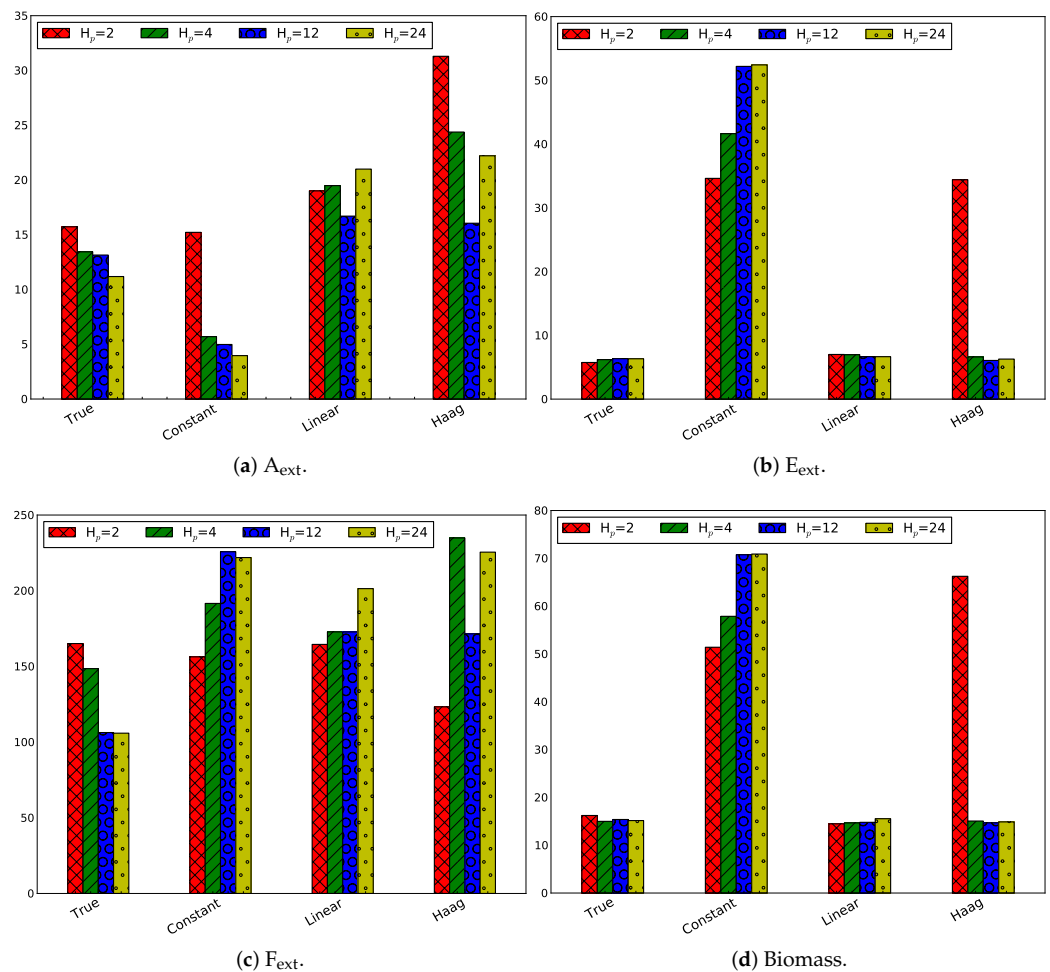 H_p=2 H_p=4 H_p=12 H_p=24
35
30
25
20
15
10
5
0
True Constant Linear Haag
(a) A_ext.
H_p=2 H_p=4 H_p=12 H_p=24
60
50
40
30
20
10
0
True Constant Linear Haag
(b) E_ext.
H_p=2 H_p=4 H_p=12 H_p=24
250
200
150
100
50
0
True Constant Linear Haag
(c) F_ext.
H_p=2 H_p=4 H_p=12 H_p=24
80
70
60
50
40
30
20
10
0
True Constant Linear Haag
(d) Biomass.